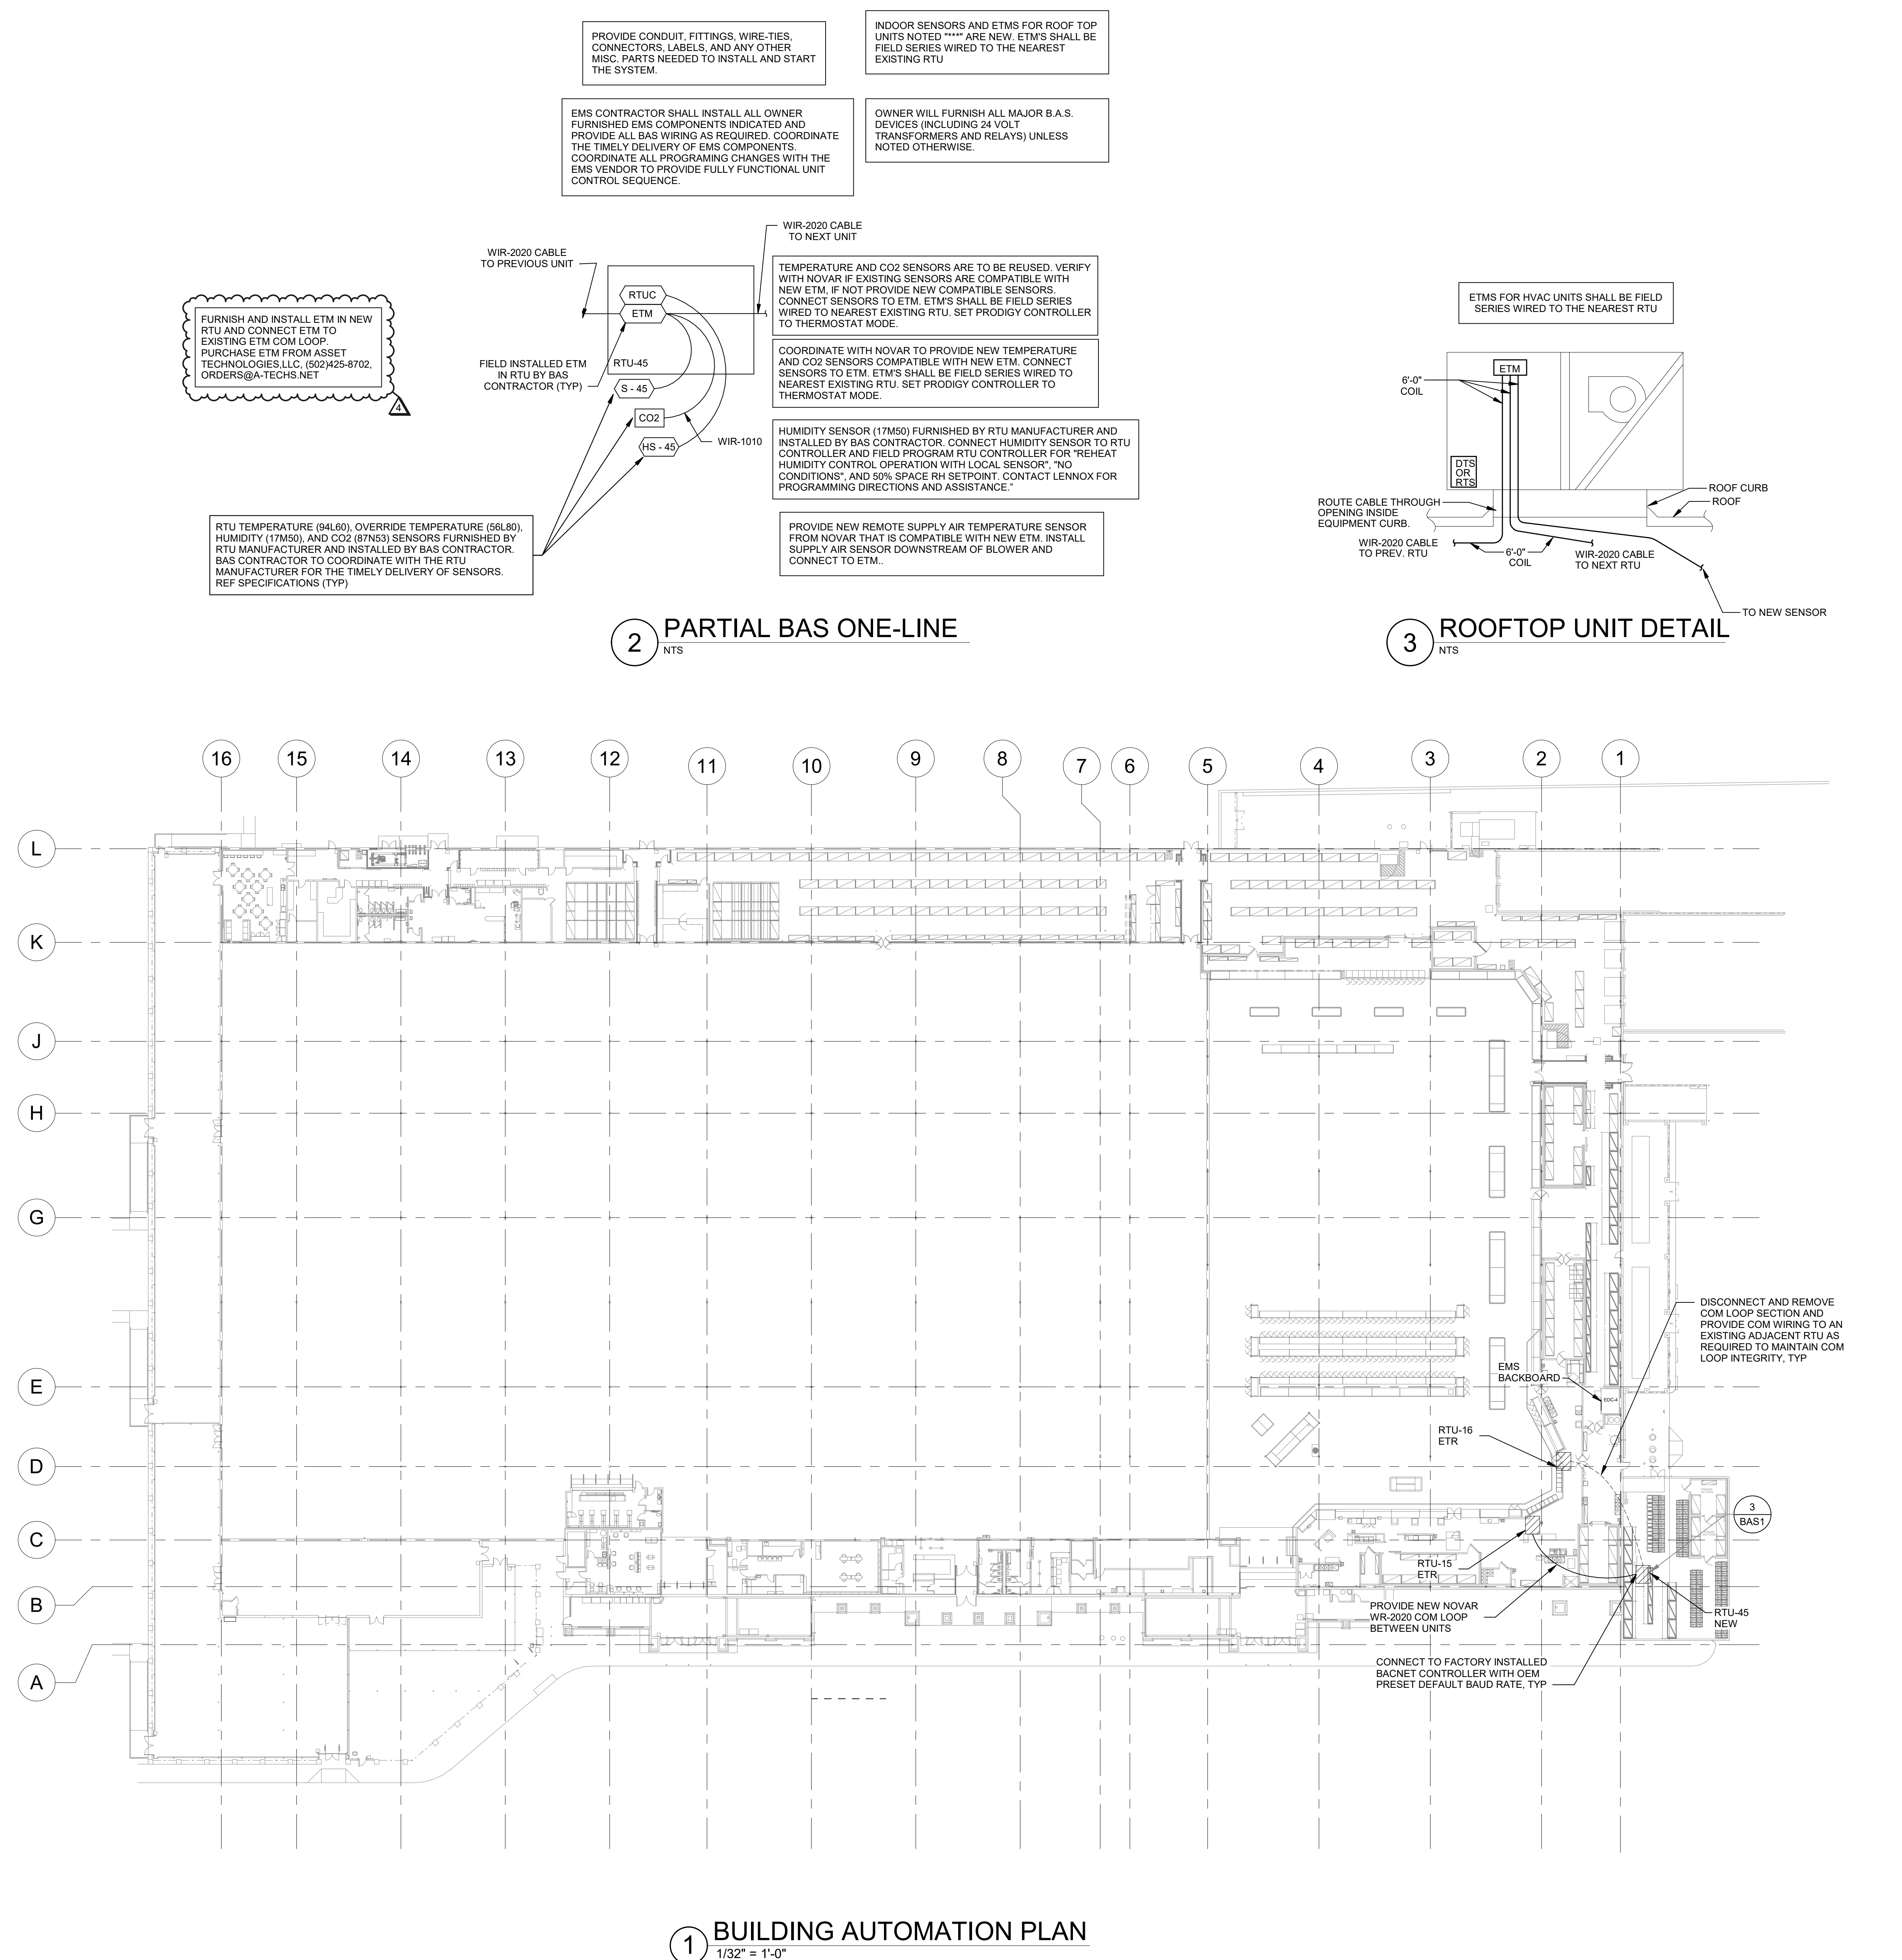 PROVIDE CONDUIT, FITTINGS, WIRE-TIES,
CONNECTORS, LABELS, AND ANY OTHER
MISC. PARTS NEEDED TO INSTALL AND START
THE SYSTEM.
INDOOR SENSORS AND ETMS FOR ROOF TOP
UNITS NOTED "***" ARE NEW. ETM'S SHALL BE
FIELD SERIES WIRED TO THE NEAREST
EXISTING RTU
EMS CONTRACTOR SHALL INSTALL ALL OWNER
FURNISHED EMS COMPONENTS INDICATED AND
PROVIDE ALL BAS WIRING AS REQUIRED. COORDINATE
THE TIMELY DELIVERY OF EMS COMPONENTS.
COORDINATE ALL PROGRAMING CHANGES WITH THE
EMS VENDOR TO PROVIDE FULLY FUNCTIONAL UNIT
CONTROL SEQUENCE.
OWNER WILL FURNISH ALL MAJOR B.A.S.
DEVICES (INCLUDING 24 VOLT
TRANSFORMERS AND RELAYS) UNLESS
NOTED OTHERWISE.
FURNISH AND INSTALL ETM IN NEW
RTU AND CONNECT ETM TO
EXISTING ETM COM LOOP.
PURCHASE ETM FROM ASSET
TECHNOLOGIES,LLC, (502)425-8702,
ORDERS@A-TECHS.NET
4
WIR-2020 CABLE
TO PREVIOUS UNIT
WIR-2020 CABLE
TO NEXT UNIT
RTUC
ETM
RTU-45
FIELD INSTALLED ETM
IN RTU BY BAS
CONTRACTOR (TYP)
S - 45
CO2
HS - 45
WIR-1010
TEMPERATURE AND CO2 SENSORS ARE TO BE REUSED. VERIFY
WITH NOVAR IF EXISTING SENSORS ARE COMPATIBLE WITH
NEW ETM, IF NOT PROVIDE NEW COMPATIBLE SENSORS.
CONNECT SENSORS TO ETM. ETM'S SHALL BE FIELD SERIES
WIRED TO NEAREST EXISTING RTU. SET PRODIGY CONTROLLER
TO THERMOSTAT MODE.
COORDINATE WITH NOVAR TO PROVIDE NEW TEMPERATURE
AND CO2 SENSORS COMPATIBLE WITH NEW ETM. CONNECT
SENSORS TO ETM. ETM'S SHALL BE FIELD SERIES WIRED TO
NEAREST EXISTING RTU. SET PRODIGY CONTROLLER TO
THERMOSTAT MODE.
HUMIDITY SENSOR (17M50) FURNISHED BY RTU MANUFACTURER AND
INSTALLED BY BAS CONTRACTOR. CONNECT HUMIDITY SENSOR TO RTU
CONTROLLER AND FIELD PROGRAM RTU CONTROLLER FOR "REHEAT
HUMIDITY CONTROL OPERATION WITH LOCAL SENSOR", "NO
CONDITIONS", AND 50% SPACE RH SETPOINT. CONTACT LENNOX FOR
PROGRAMMING DIRECTIONS AND ASSISTANCE."
PROVIDE NEW REMOTE SUPPLY AIR TEMPERATURE SENSOR
FROM NOVAR THAT IS COMPATIBLE WITH NEW ETM. INSTALL
SUPPLY AIR SENSOR DOWNSTREAM OF BLOWER AND
CONNECT TO ETM..
RTU TEMPERATURE (94L60), OVERRIDE TEMPERATURE (56L80),
HUMIDITY (17M50), AND CO2 (87N53) SENSORS FURNISHED BY
RTU MANUFACTURER AND INSTALLED BY BAS CONTRACTOR.
BAS CONTRACTOR TO COORDINATE WITH THE RTU
MANUFACTURER FOR THE TIMELY DELIVERY OF SENSORS.
REF SPECIFICATIONS (TYP)
2
PARTIAL BAS ONE-LINE
NTS
ETMS FOR HVAC UNITS SHALL BE FIELD
SERIES WIRED TO THE NEAREST RTU
ETM
6'-0"
COIL
DTS
OR
RTS
ROUTE CABLE THROUGH
OPENING INSIDE
EQUIPMENT CURB.
ROOF CURB
ROOF
WIR-2020 CABLE
TO PREV. RTU
6'-0"
COIL
WIR-2020 CABLE
TO NEXT RTU
TO NEW SENSOR
3
ROOFTOP UNIT DETAIL
NTS
16
15
14
13
12
11
10
9
8
7
6
5
4
3
2
1
L
K
J
H
G
E
D
C
B
A
DISCONNECT AND REMOVE
COM LOOP SECTION AND
PROVIDE COM WIRING TO AN
EXISTING ADJACENT RTU AS
REQUIRED TO MAINTAIN COM
LOOP INTEGRITY, TYP
EMS
BACKBOARD
EDC-4
RTU-16
ETR
3
BAS1
RTU-15
ETR
PROVIDE NEW NOVAR
WR-2020 COM LOOP
BETWEEN UNITS
RTU-45
NEW
CONNECT TO FACTORY INSTALLED
BACNET CONTROLLER WITH OEM
PRESET DEFAULT BAUD RATE, TYP
1
BUILDING AUTOMATION PLAN
1/32" = 1'-0"